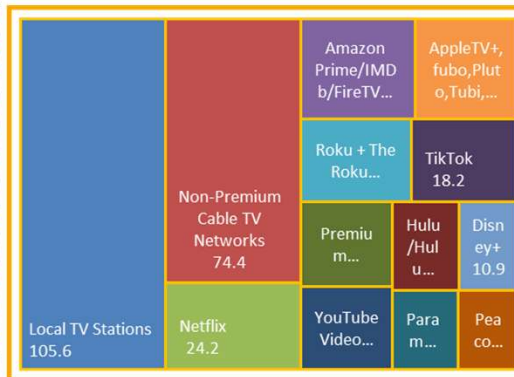 Local TV Stations
105.6
Non-Premium
Cable TV
Networks
74.4
Netflix
24.2
Amazon
Prime/IMD
b/FireTV...
AppleTV+,
fubo,Plut
o,Tubi,...
Roku + The
Roku...
TikTok
18.2
Premiu
m...
Hulu
/Hul
u...
Disn
ey+
10.9
YouTube
Video...
Para
m...
Pea
co...